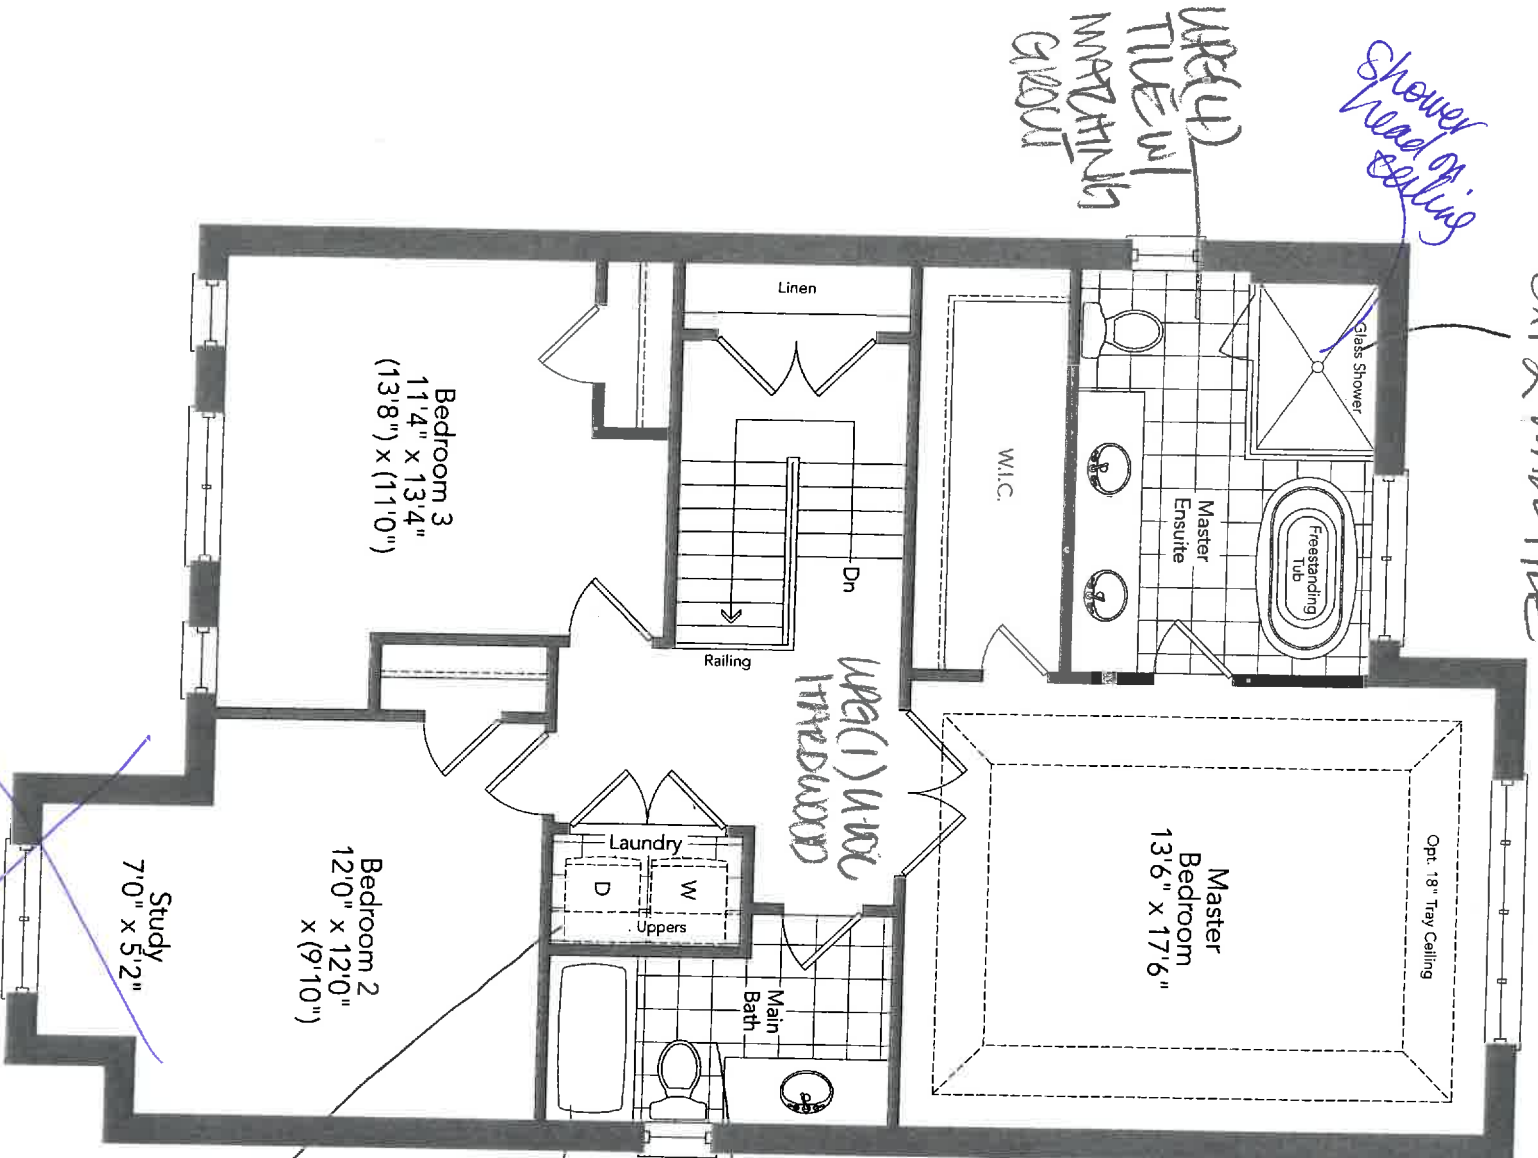 UPG(4)
TILE W/
MATCHING
GROUT
Shower
head on
ceiling
Glass Shower
Linen
W.I.C.
Master
Ensuite
Freestanding
Tub
Bedroom 3
11'4" x 13'4"
(13'8") x (11'0")
Dn
Railing
UPG(1)
HARDWOOD
Opt. 18" Tray Ceiling
Master
Bedroom
13'6" x 17'6"
Laundry
D
W
Uppers
Main
Bath
Bedroom 2
12'0" x 12'0"
x (9'10")
Study
7'0" x 5'2"